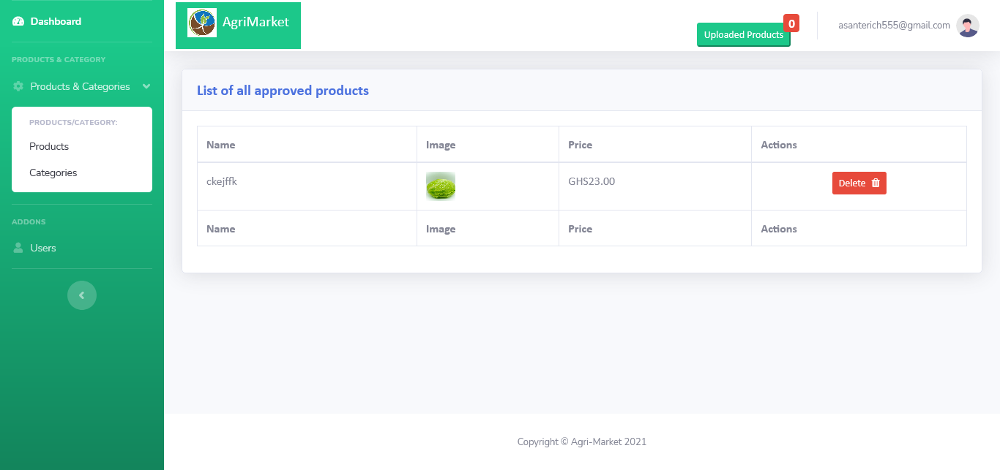 Dashboard
PRODUCTS & CATEGORY
Products & Categories
PRODUCTS/CATEGORY:
Products
Categories
ADDONS
Users
AgriMarket
Uploaded Products
0
asanterich555@gmail.com
List of all approved products
Name Image Price Actions
ckejffk GHS23.00 Delete
Name Image Price Actions
Copyright © Agri-Market 2021